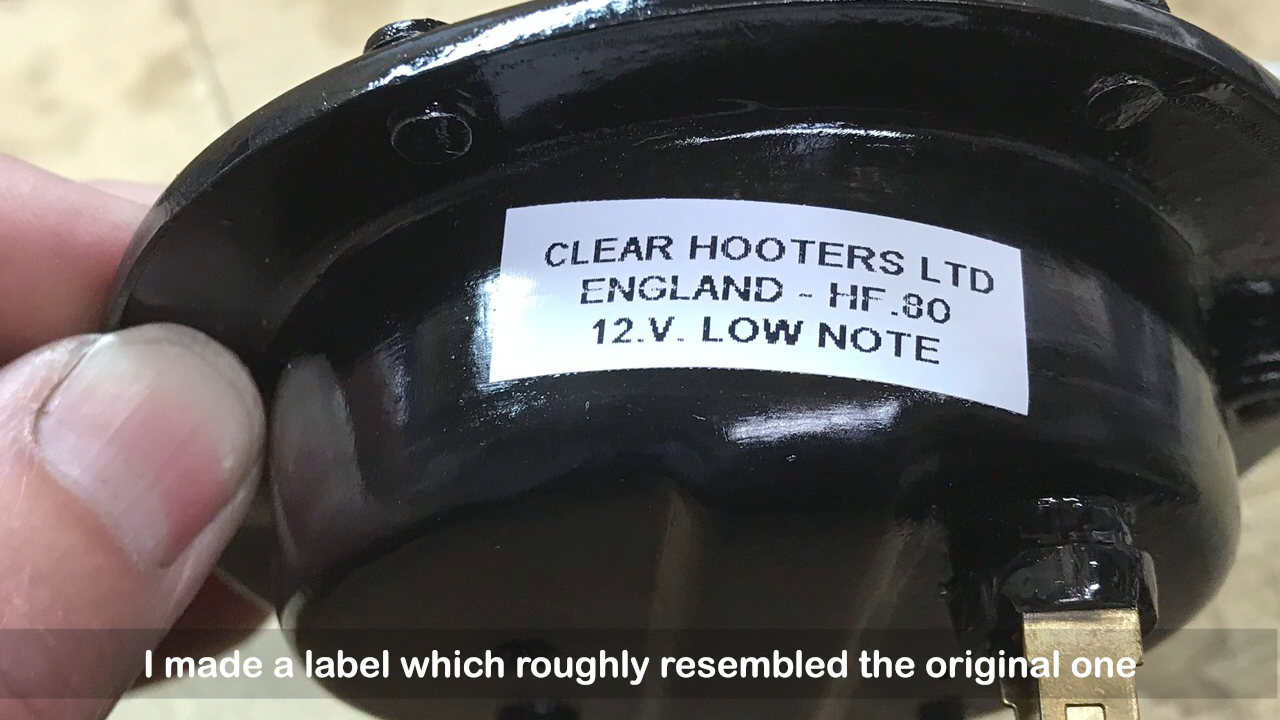 CLEAR HOOTERS LTD
ENGLAND - HF.80
12.V. LOW NOTE
I made a label which roughly resembled the original one